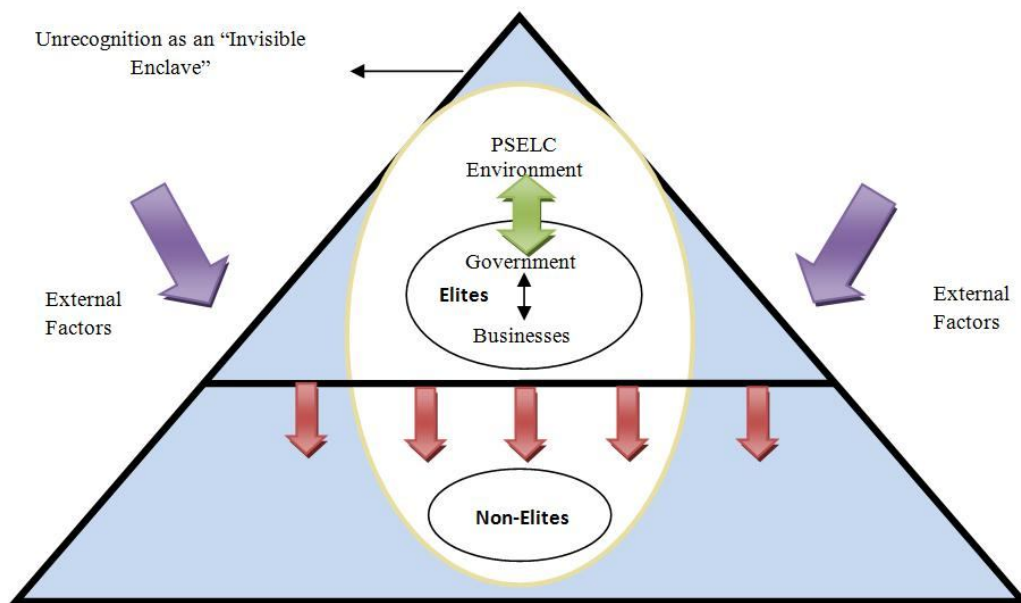 Unrecognition as an “Invisible
Enclave”
PSELC
Environment
Government
Elites
Businesses
External
Factors
External
Factors
Non-Elites